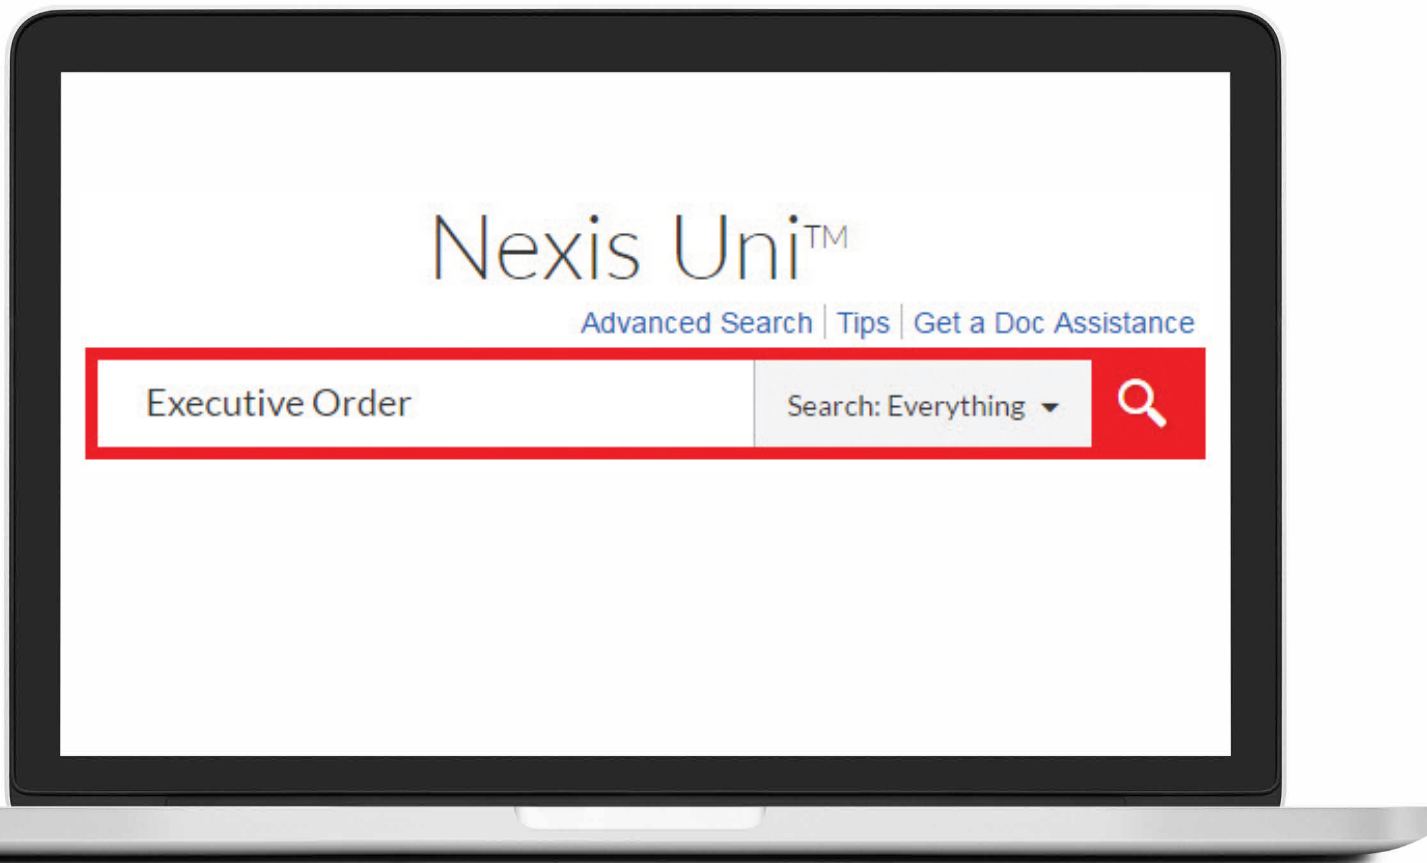 Nexis Uni™
Advanced Search | Tips | Get a Doc Assistance
Executive Order Search: Everything